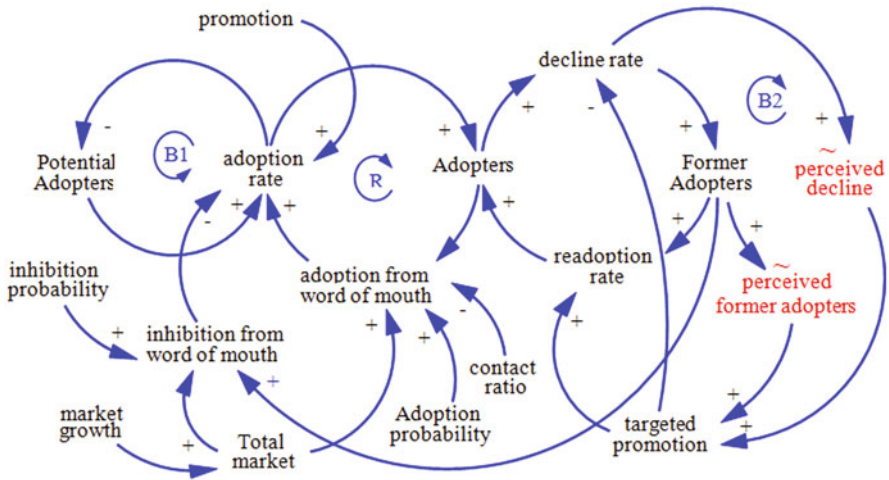 promotion
decline rate
B2
+
-
+
-
+
+
+
+
Potential
Adopters
B1
adoption
rate
R
Adopters
Former
Adopters
~
perceived
decline
+
+
-
+
+
+
inhibition
probability
adoption from
word of mouth
readoption
rate
~
perceived
former adopters
+
inhibition from
word of mouth
+
+
-
+
contact
ratio
+
+
+
market
growth
+
Total
market
Adoption
probability
targeted
promotion
+